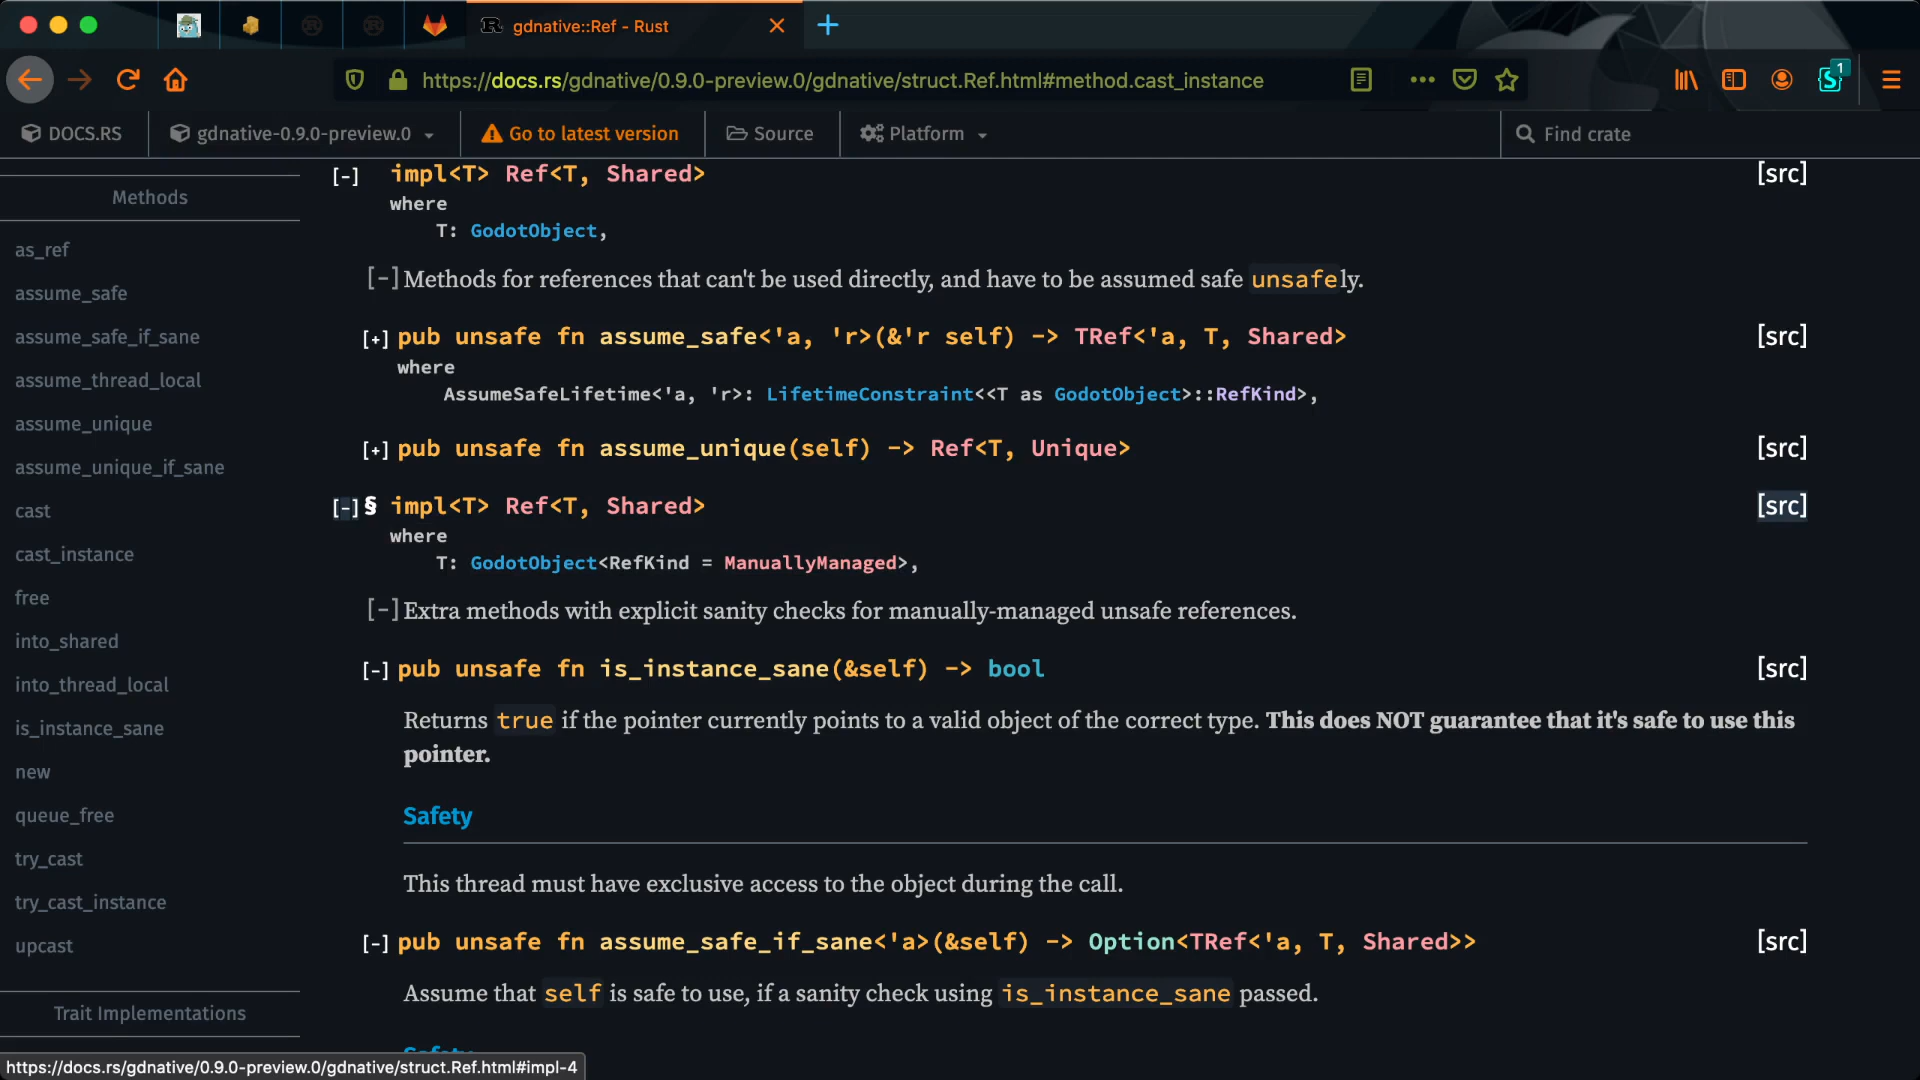 gdnative::Ref - Rust
https://docs.rs/gdnative/0.9.0-preview.0/gdnative/struct.Ref.html#method.cast_instance
1
DOCS.RS
gdnative-0.9.0-preview.0
Go to latest version
Source
Platform
Find crate
Methods
as_ref
assume_safe
assume_safe_if_sane
assume_thread_local
assume_unique
assume_unique_if_sane
cast
cast_instance
free
into_shared
into_thread_local
is_instance_sane
new
queue_free
try_cast
try_cast_instance
upcast
Trait Implementations
[-] impl<T> Ref<T, Shared> [src]
where
T: GodotObject,
[-] Methods for references that can't be used directly, and have to be assumed safe unsafely.
[+] pub unsafe fn assume_safe<'a, 'r>(&'r self) -> TRef<'a, T, Shared> [src]
where
AssumeSafeLifetime<'a, 'r>: LifetimeConstraint<<T as GodotObject>::RefKind>,
[+] pub unsafe fn assume_unique(self) -> Ref<T, Unique> [src]
[-] § impl<T> Ref<T, Shared> [src]
where
T: GodotObject<RefKind = ManuallyManaged>,
[-] Extra methods with explicit sanity checks for manually-managed unsafe references.
[-] pub unsafe fn is_instance_sane(&self) -> bool [src]
Returns true if the pointer currently points to a valid object of the correct type. This does NOT guarantee that it's safe to use this
pointer.
Safety
This thread must have exclusive access to the object during the call.
[-] pub unsafe fn assume_safe_if_sane<'a>(&self) -> Option<TRef<'a, T, Shared>> [src]
Assume that self is safe to use, if a sanity check using is_instance_sane passed.
Safety
https://docs.rs/gdnative/0.9.0-preview.0/gdnative/struct.Ref.html#impl-4